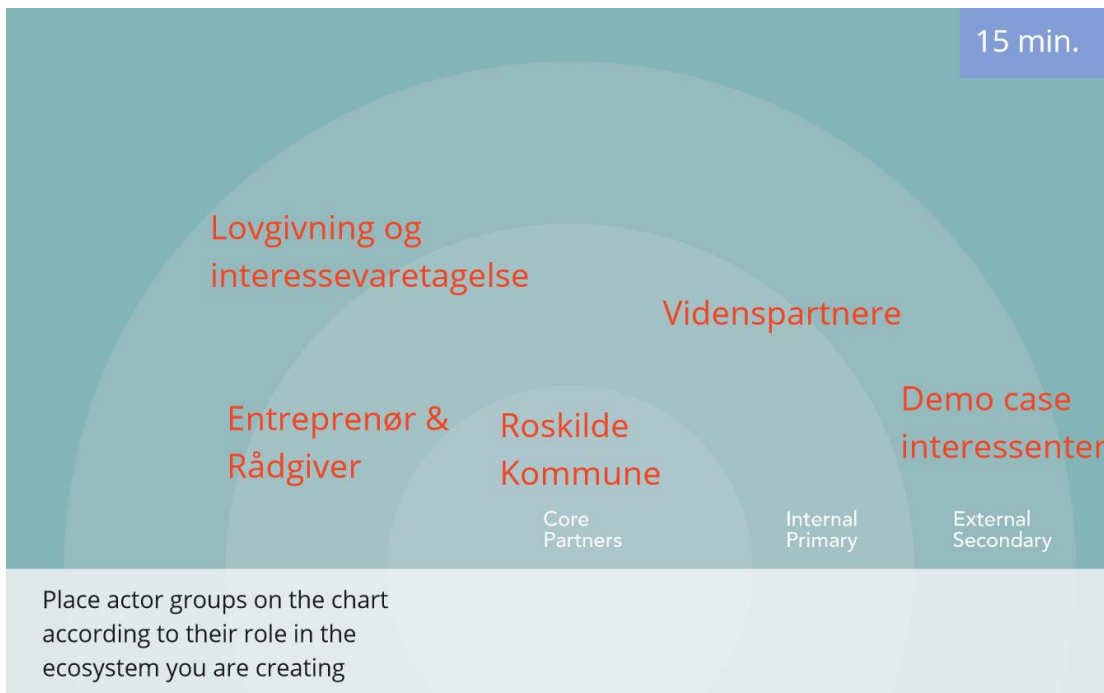 15 min.
Lovgivning og
interessevaretagelse
Videnspartnere
Entreprenør &
Rådgiver
Roskilde
Kommune
Demo case
interessenter
Core
Partners
Internal
Primary
External
Secondary
Place actor groups on the chart
according to their role in the
ecosystem you are creating